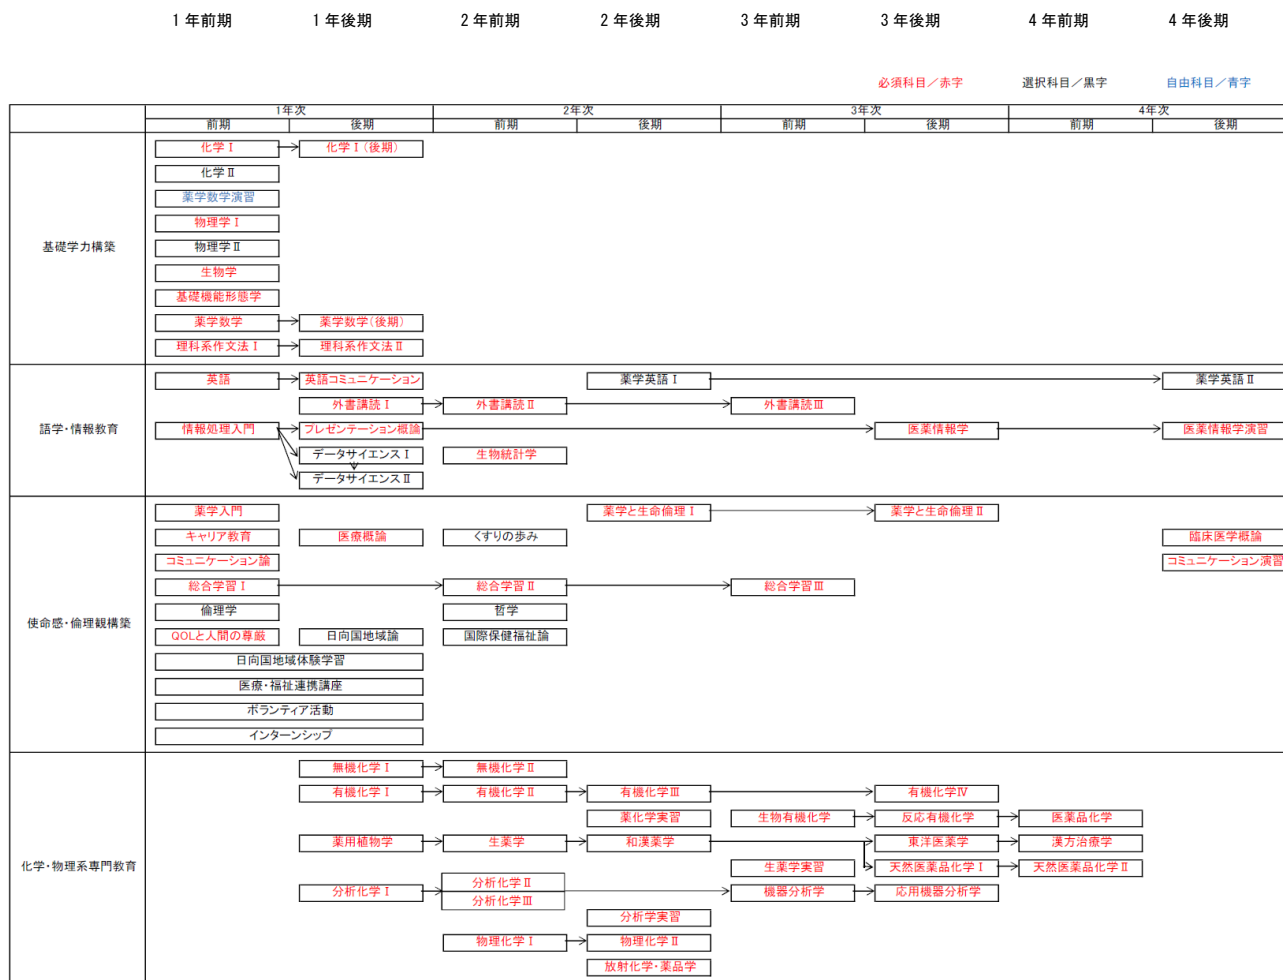 1年前期 1年後期 2年前期 2年後期 3年前期 3年後期 4年前期 4年後期
必須科目／赤字 選択科目／黒字 自由科目／青字
1年次 2年次 3年次 4年次
前期 後期 前期 後期 前期 後期 前期 後期
基礎学力構築
化学Ⅰ 化学Ⅰ(後期)
化学Ⅱ
薬学数学演習
物理学Ⅰ
物理学Ⅱ
生物学
基礎機能形態学
薬学数学 薬学数学(後期)
理科系作文法Ⅰ 理科系作文法Ⅱ
語学・情報教育
英語 英語コミュニケーション 薬学英語Ⅰ 薬学英語Ⅱ
外書講読Ⅰ 外書講読Ⅱ 外書講読Ⅲ
情報処理入門 プレゼンテーション概論 医薬情報学 医薬情報学演習
データサイエンスⅠ 生物統計学
データサイエンスⅡ
使命感・倫理観構築
薬学入門 薬学と生命倫理Ⅰ 薬学と生命倫理Ⅱ
キャリア教育 医療概論 くすりの歩み 臨床医学概論
コミュニケーション論 コミュニケーション演習
総合学習Ⅰ 総合学習Ⅱ 総合学習Ⅲ
倫理学 哲学
QOLと人間の尊厳 日向国地域論 国際保健福祉論
日向国地域体験学習
医療・福祉連携講座
ボランティア活動
インターンシップ
化学・物理系専門教育
無機化学Ⅰ 無機化学Ⅱ
有機化学Ⅰ 有機化学Ⅱ 有機化学Ⅲ 有機化学Ⅳ
薬化学実習 生物有機化学 反応有機化学 医薬品化学
薬用植物学 生薬学 和漢薬学 東洋医薬学 漢方治療学
生薬学実習 天然医薬品化学Ⅰ 天然医薬品化学Ⅱ
分析化学Ⅰ 分析化学Ⅱ 機器分析学 応用機器分析学
分析化学Ⅲ
分析学実習
物理化学Ⅰ 物理化学Ⅱ
放射化学・薬品学